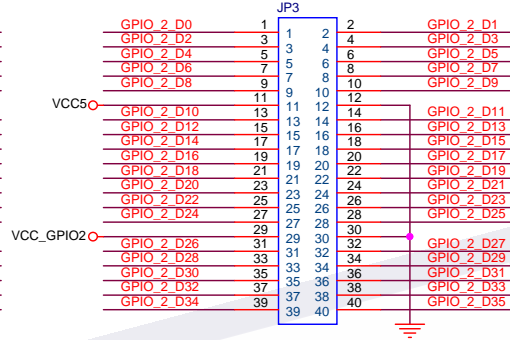 JP3
GPIO_2_D0 1 1 2 2 GPIO_2_D1
GPIO_2_D2 3 3 4 4 GPIO_2_D3
GPIO_2_D4 5 5 6 6 GPIO_2_D5
GPIO_2_D6 7 7 8 8 GPIO_2_D7
GPIO_2_D8 9 9 10 10 GPIO_2_D9
VCC5 11 11 12 12
GPIO_2_D10 13 13 14 14 GPIO_2_D11
GPIO_2_D12 15 15 16 16 GPIO_2_D13
GPIO_2_D14 17 17 18 18 GPIO_2_D15
GPIO_2_D16 19 19 20 20 GPIO_2_D17
GPIO_2_D18 21 21 22 22 GPIO_2_D19
GPIO_2_D20 23 23 24 24 GPIO_2_D21
GPIO_2_D22 25 25 26 26 GPIO_2_D23
GPIO_2_D24 27 27 28 28 GPIO_2_D25
VCC_GPIO2 29 29 30 30
GPIO_2_D26 31 31 32 32 GPIO_2_D27
GPIO_2_D28 33 33 34 34 GPIO_2_D29
GPIO_2_D30 35 35 36 36 GPIO_2_D31
GPIO_2_D32 37 37 38 38 GPIO_2_D33
GPIO_2_D34 39 39 40 40 GPIO_2_D35